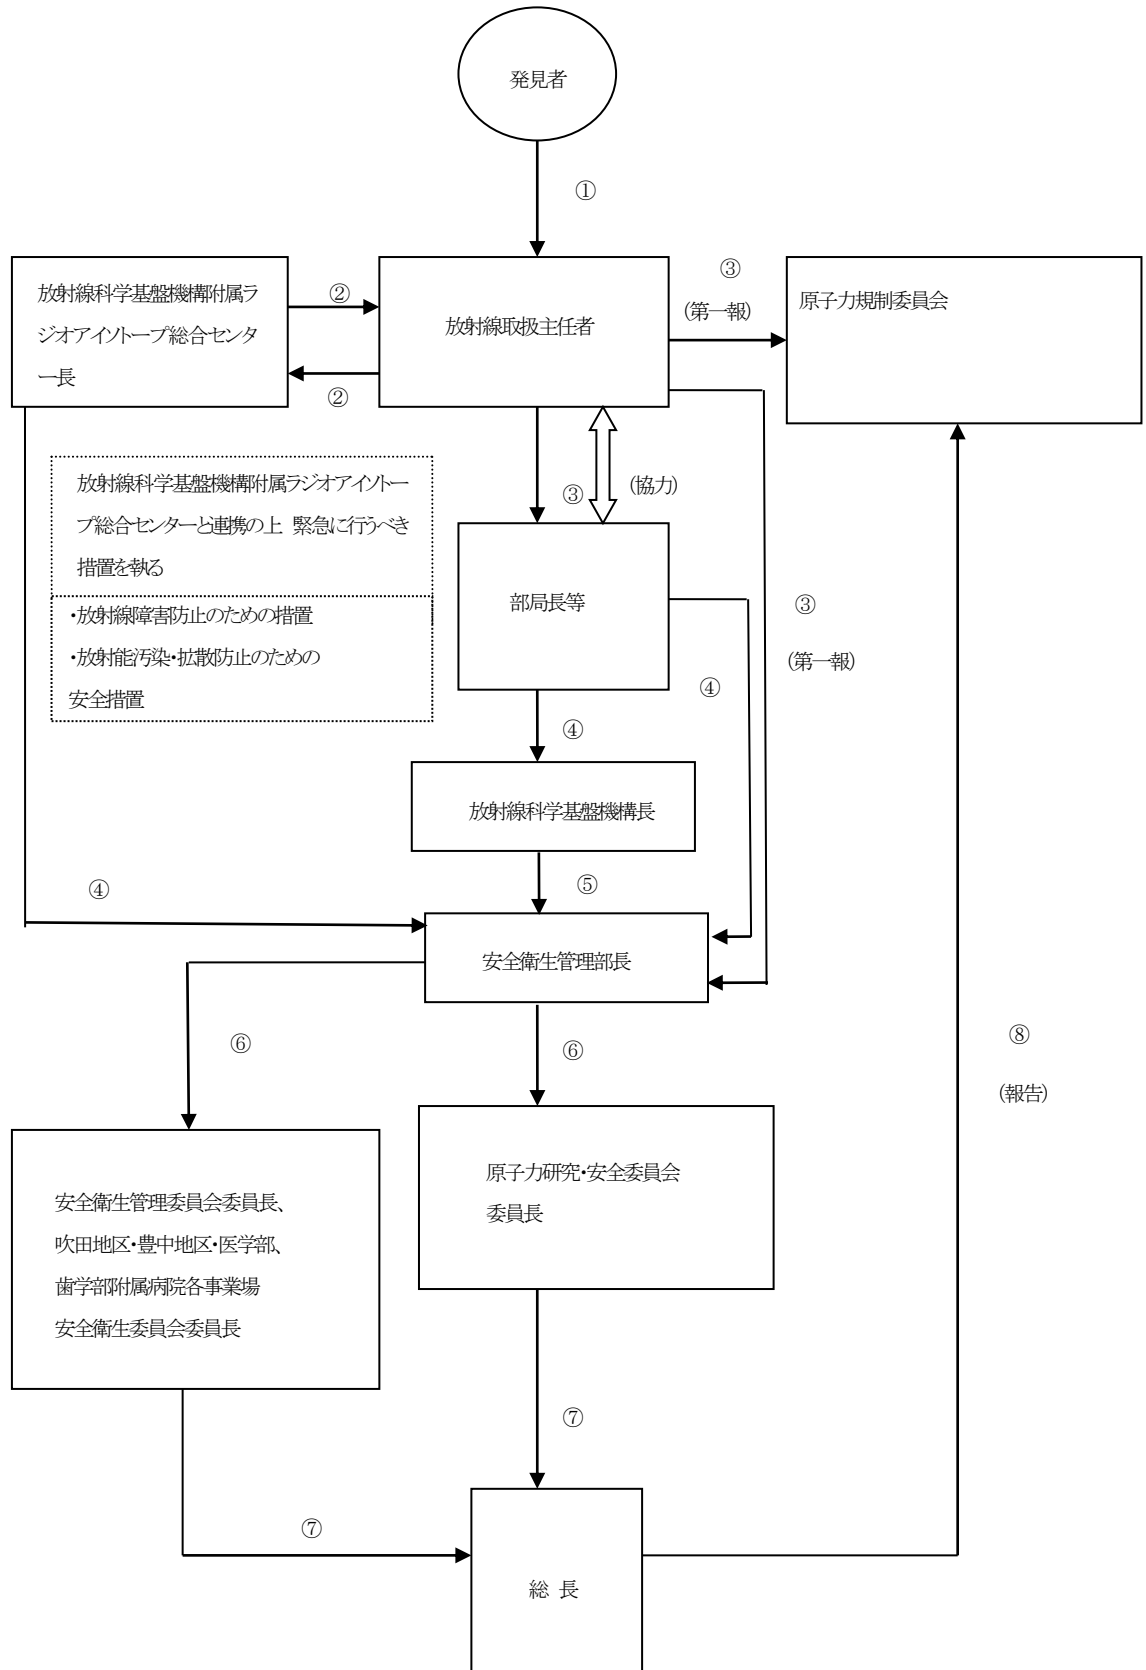 発見者
①
放射線科学基盤機構附属ラ
ジオアイソトープ総合センタ
ー長
②
②
放射線取扱主任者
③
(第一報)
原子力規制委員会
放射線科学基盤機構附属ラジオアイソトー
プ総合センターと連携の上 緊急に行うべき
措置を執る
・放射線障害防止のための措置
・放射能汚染・拡散防止のための
安全措置
③
(協力)
部局長等
③
(第一報)
④
④
放射線科学基盤機構長
④
⑤
安全衛生管理部長
⑥
⑥
⑧
(報告)
安全衛生管理委員会委員長、
吹田地区・豊中地区・医学部、
歯学部附属病院各事業場
安全衛生委員会委員長
原子力研究・安全委員会
委員長
⑦
⑦
総 長